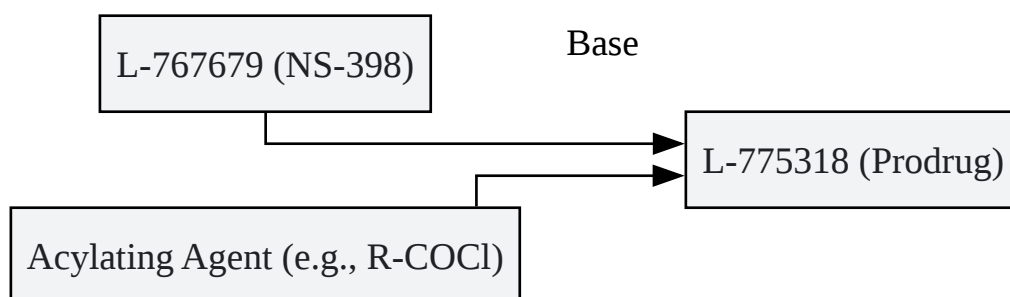 L-767679 (NS-398)
Base
L-775318 (Prodrug)
Acylating Agent (e.g., R-COCl)